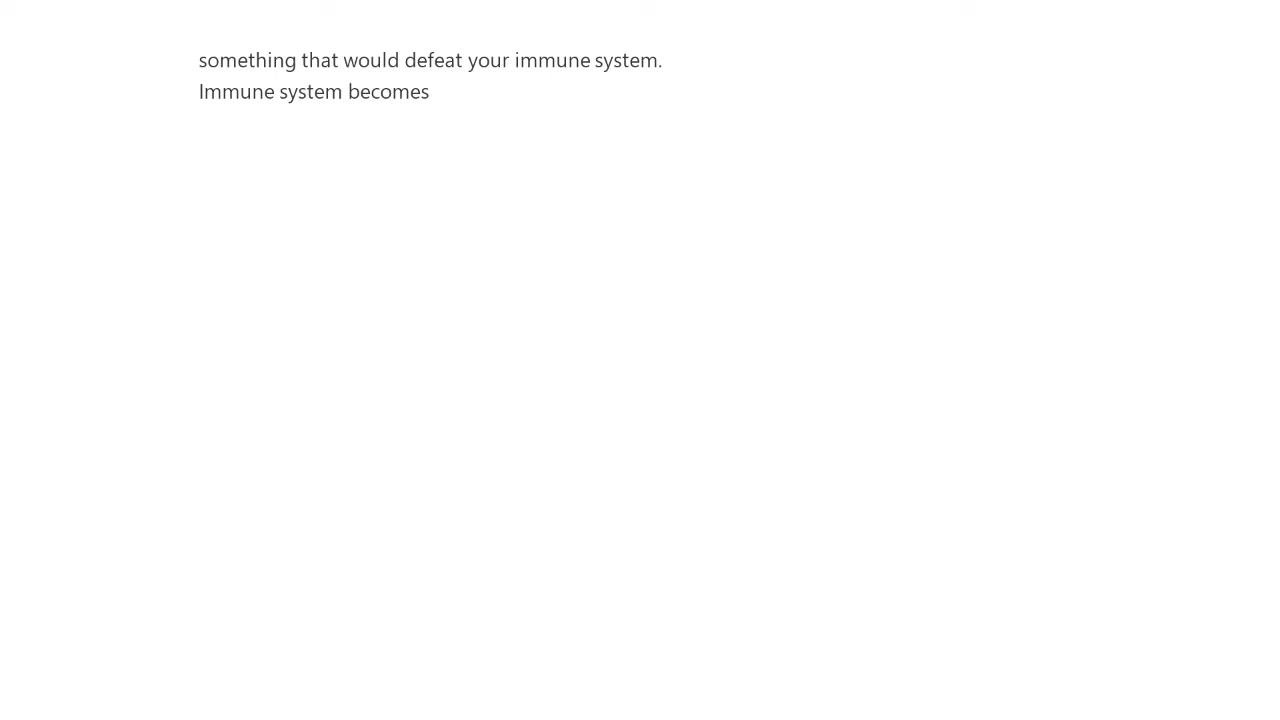 something that would defeat your immune system.
Immune system becomes